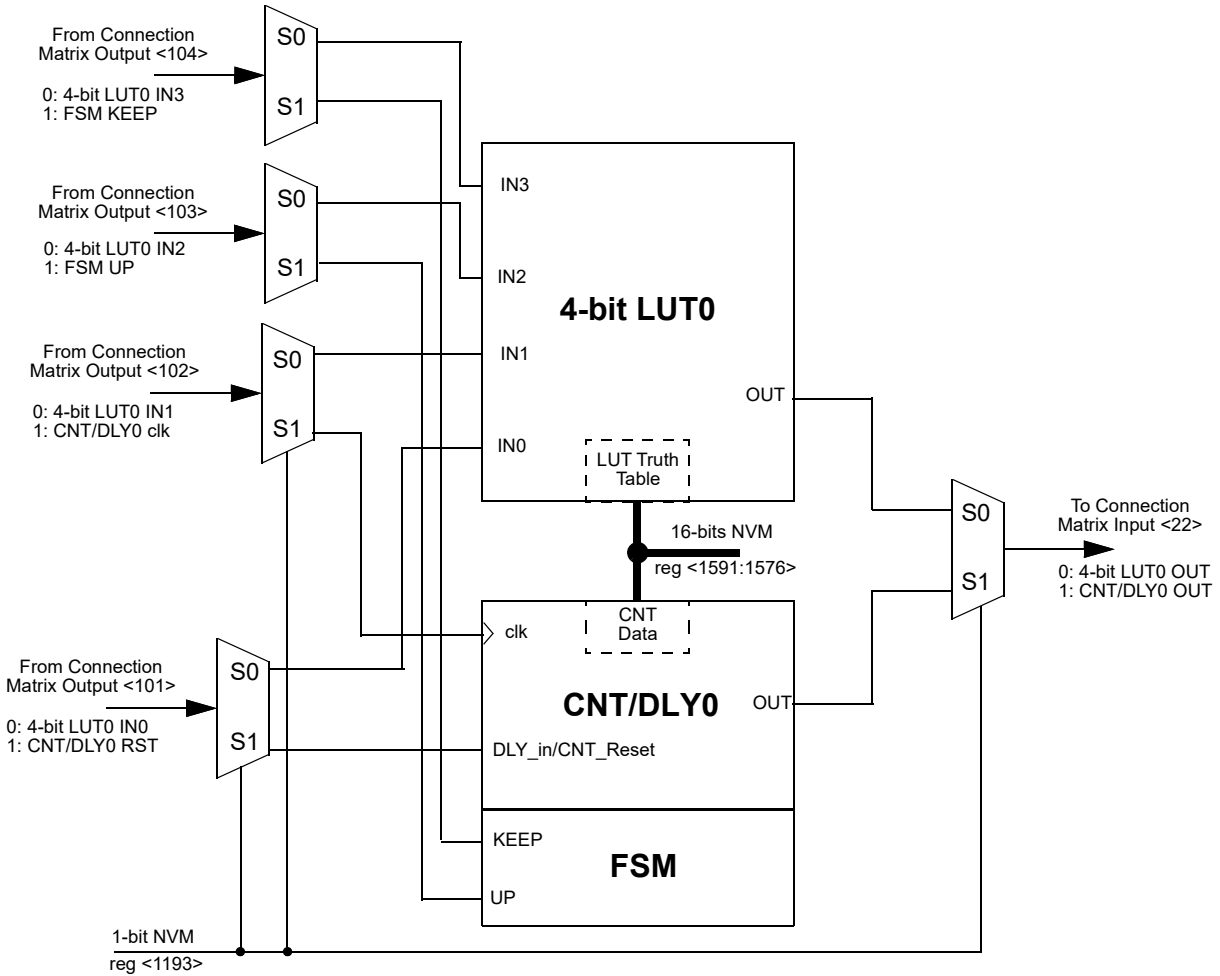 From Connection
Matrix Output <104>
0: 4-bit LUT0 IN3
1: FSM KEEP
S0
S1
From Connection
Matrix Output <103>
0: 4-bit LUT0 IN2
1: FSM UP
S0
S1
From Connection
Matrix Output <102>
0: 4-bit LUT0 IN1
1: CNT/DLY0 clk
S0
S1
From Connection
Matrix Output <101>
0: 4-bit LUT0 IN0
1: CNT/DLY0 RST
S0
S1
IN3
IN2
IN1
IN0
4-bit LUT0
OUT
LUT Truth
Table
16-bits NVM
reg <1591:1576>
CNT
Data
clk
CNT/DLY0
OUT
DLY_in/CNT_Reset
KEEP
FSM
UP
S0
S1
To Connection
Matrix Input <22>
0: 4-bit LUT0 OUT
1: CNT/DLY0 OUT
1-bit NVM
reg <1193>